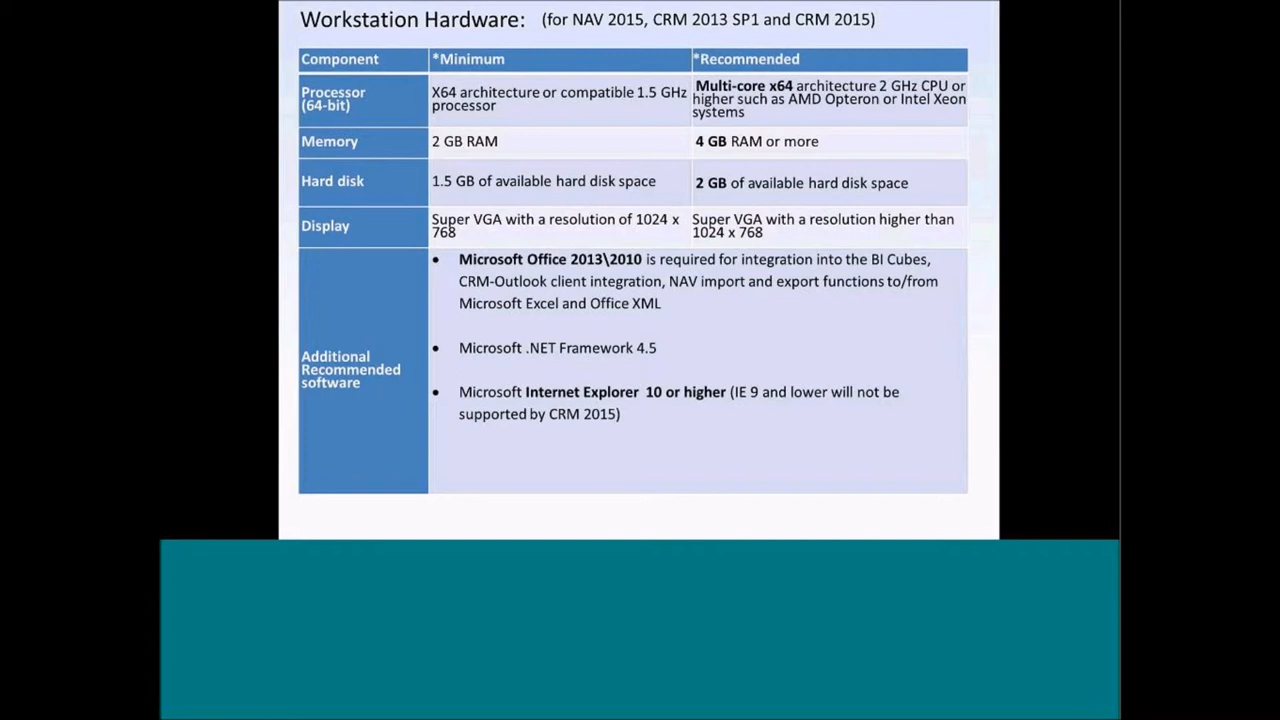 Workstation Hardware: (for NAV 2015, CRM 2013 SP1 and CRM 2015)
Component *Minimum *Recommended
Processor
(64-bit)
X64 architecture or compatible 1.5 GHz
processor
Multi-core x64 architecture 2 GHz CPU or
higher such as AMD Opteron or Intel Xeon
systems
Memory 2 GB RAM 4 GB RAM or more
Hard disk 1.5 GB of available hard disk space 2 GB of available hard disk space
Display
Super VGA with a resolution of 1024 x
768
Super VGA with a resolution higher than
1024 x 768
Additional
Recommended
software
• Microsoft Office 2013\2010 is required for integration into the BI Cubes,
CRM-Outlook client integration, NAV import and export functions to/from
Microsoft Excel and Office XML
• Microsoft .NET Framework 4.5
• Microsoft Internet Explorer 10 or higher (IE 9 and lower will not be
supported by CRM 2015)